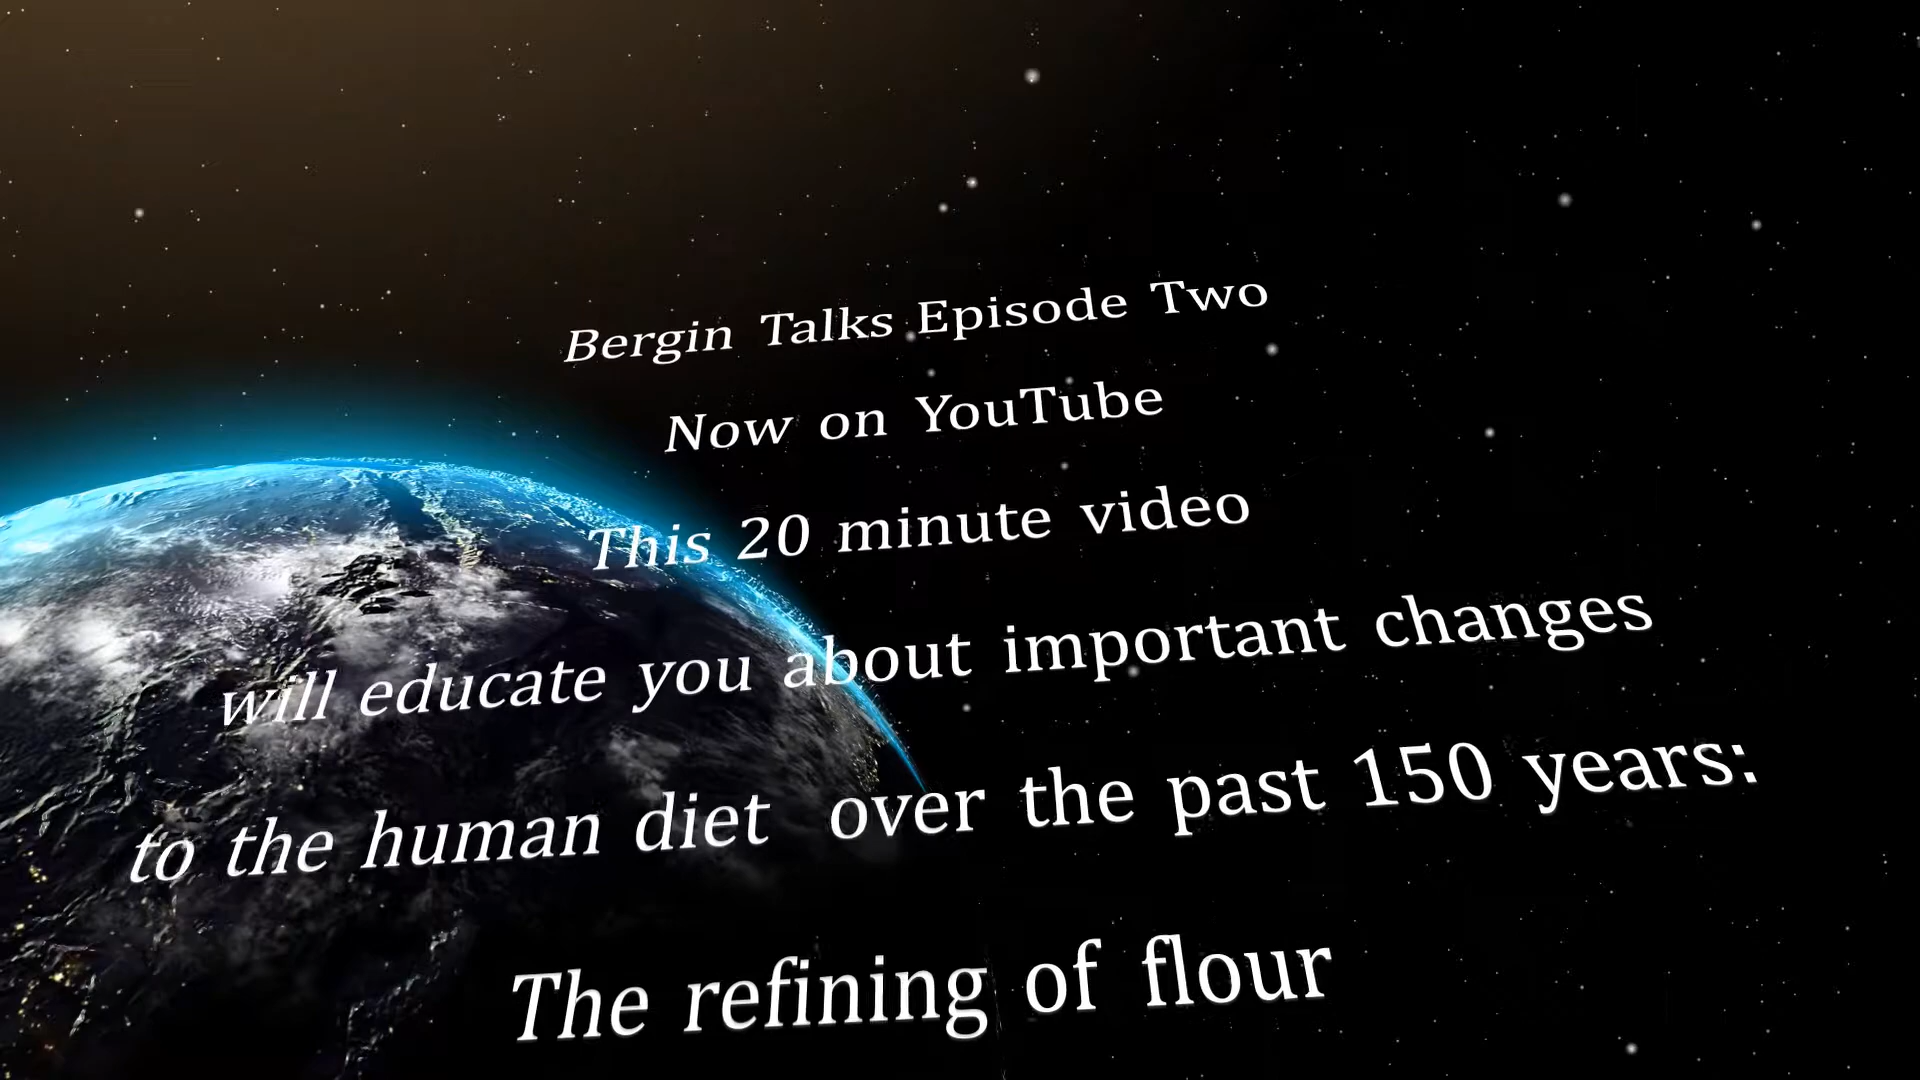 Bergin Talks Episode Two
Now on YouTube
This 20 minute video
will educate you about important changes
to the human diet over the past 150 years:
The refining of flour